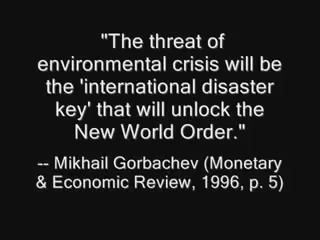 "The threat of
environmental crisis will be
the 'international disaster
key' that will unlock the
New World Order."
-- Mikhail Gorbachev (Monetary
& Economic Review, 1996, p. 5)